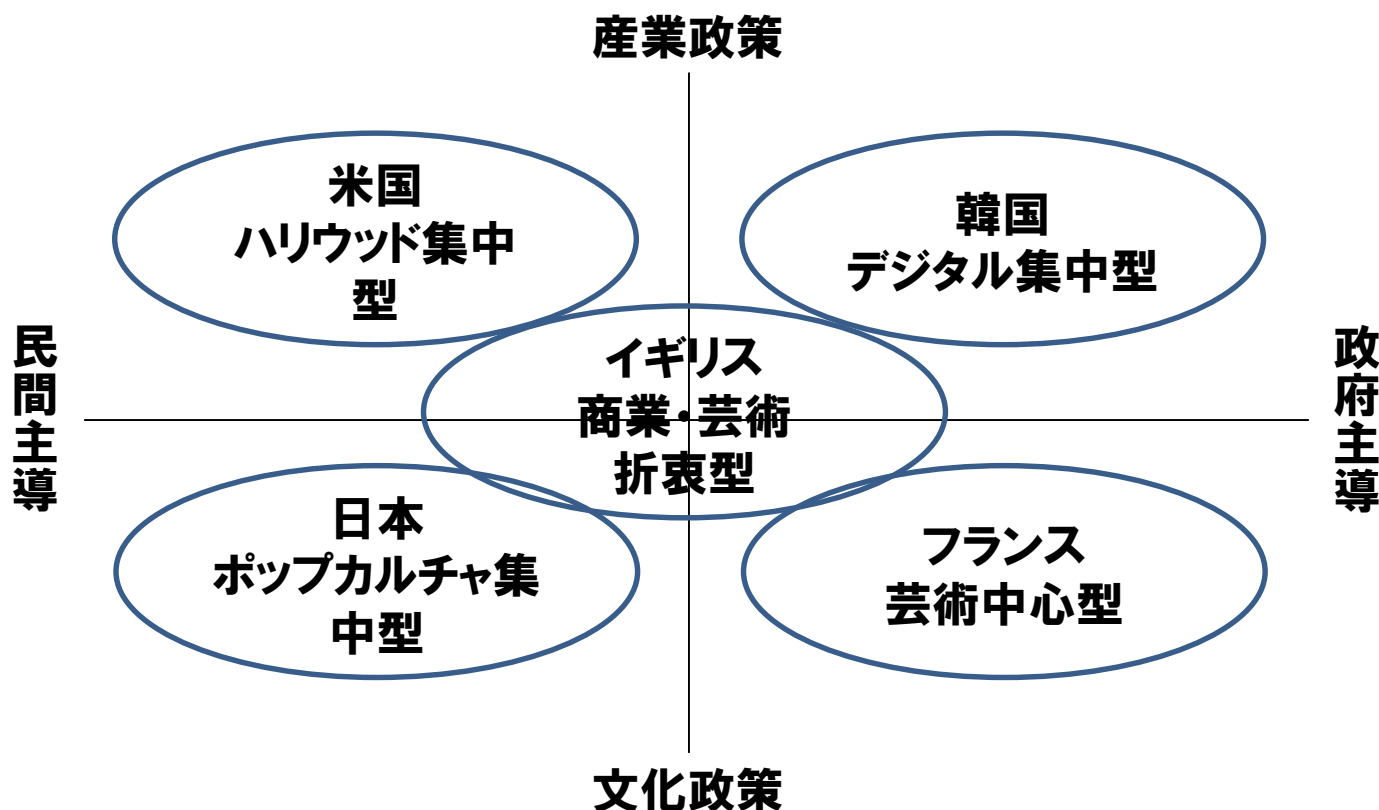 産業政策
米国
ハリウッド集中
型
韓国
デジタル集中型
民間主導
イギリス
商業・芸術
折衷型
政府主導
日本
ポップカルチャ集
中型
フランス
芸術中心型
文化政策